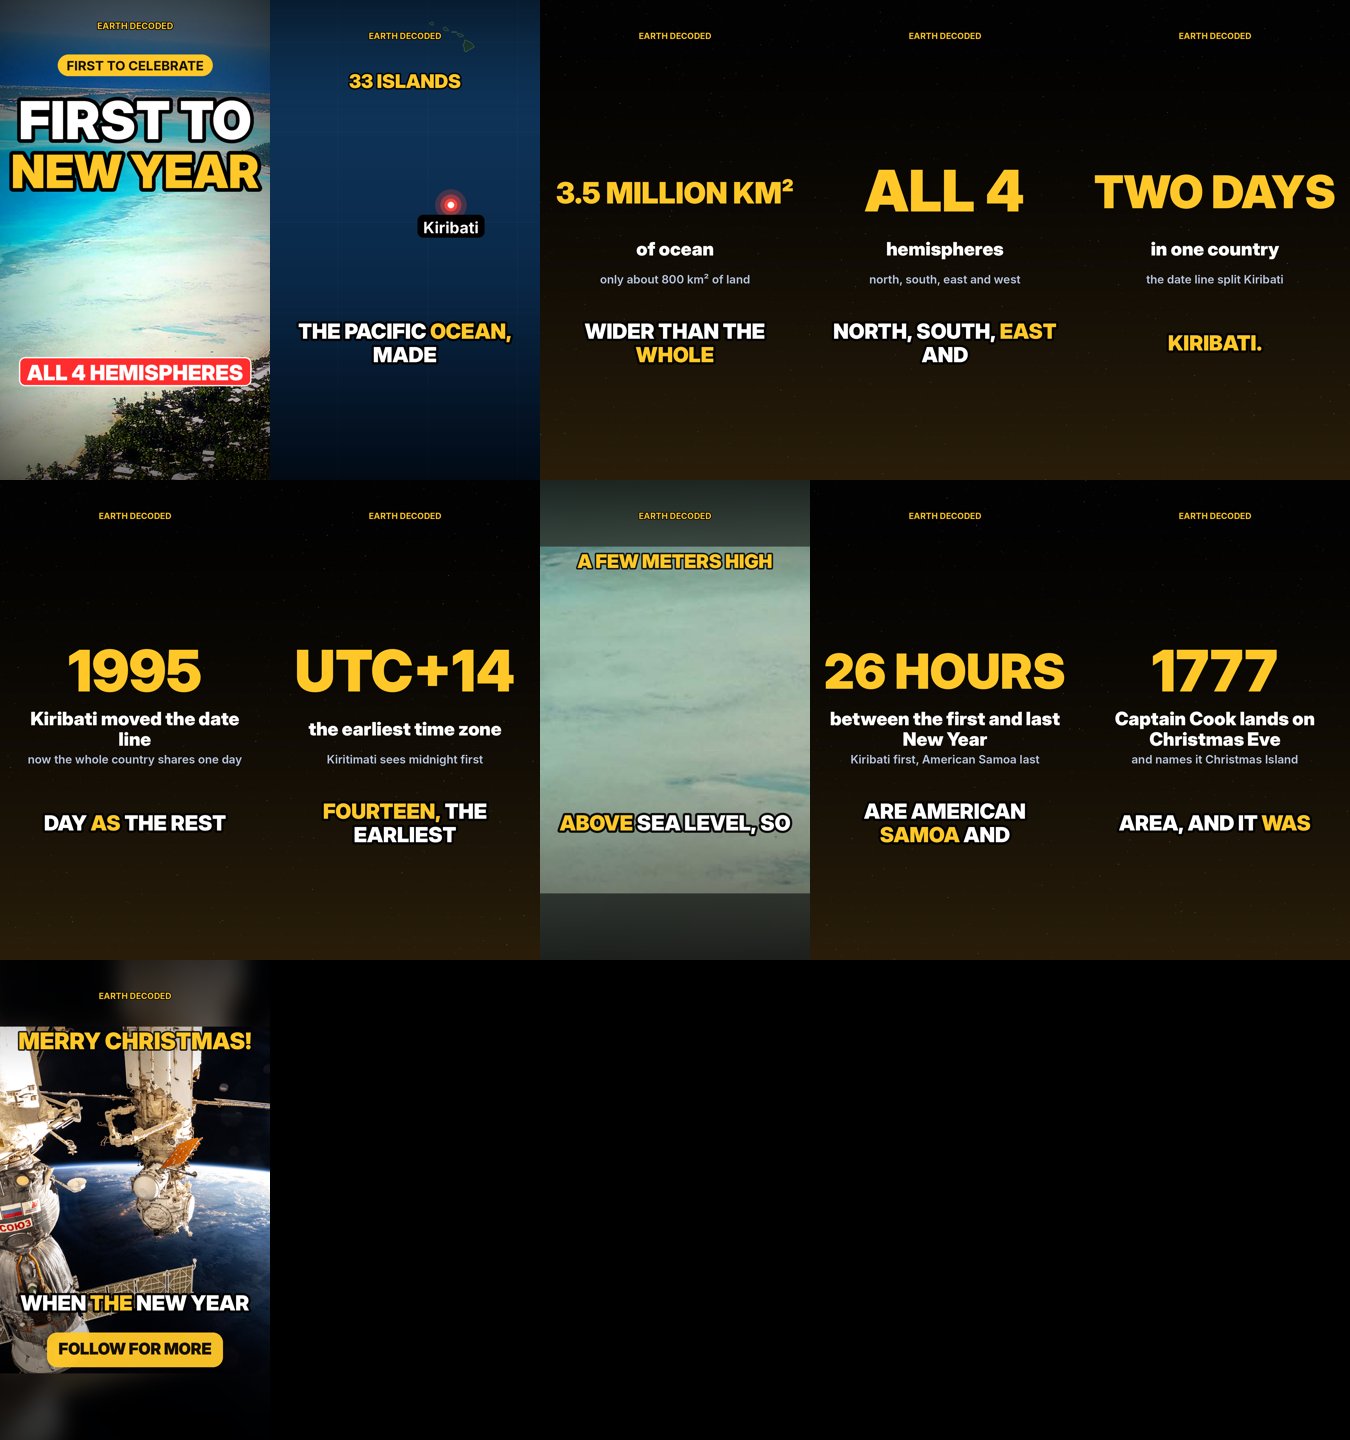 EARTH DECODED
FIRST TO CELEBRATE
FIRST TO
NEW YEAR
ALL 4 HEMISPHERES
EARTH DECODED
33 ISLANDS
Kiribati
THE PACIFIC OCEAN,
MADE
EARTH DECODED
3.5 MILLION KM²
of ocean
only about 800 km² of land
WIDER THAN THE
WHOLE
EARTH DECODED
ALL 4
hemispheres
north, south, east and west
NORTH, SOUTH, EAST
AND
EARTH DECODED
TWO DAYS
in one country
the date line split Kiribati
KIRIBATI.
EARTH DECODED
1995
Kiribati moved the date
line
now the whole country shares one day
DAY AS THE REST
EARTH DECODED
UTC+14
the earliest time zone
Kiritimati sees midnight first
FOURTEEN, THE
EARLIEST
EARTH DECODED
A FEW METERS HIGH
ABOVE SEA LEVEL, SO
EARTH DECODED
26 HOURS
between the first and last
New Year
Kiribati first, American Samoa last
ARE AMERICAN
SAMOA AND
EARTH DECODED
1777
Captain Cook lands on
Christmas Eve
and names it Christmas Island
AREA, AND IT WAS
EARTH DECODED
MERRY CHRISTMAS!
СОЮЗ
WHEN THE NEW YEAR
FOLLOW FOR MORE